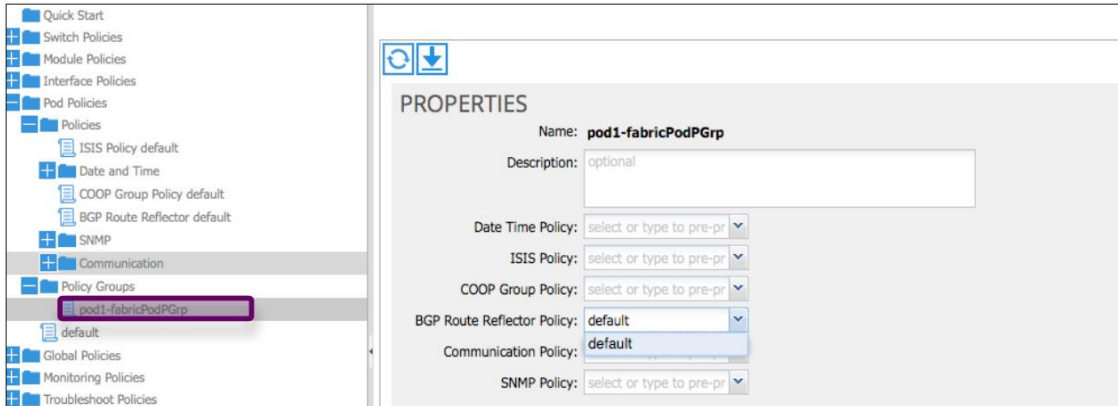 Quick Start
Switch Policies
Module Policies
Interface Policies
Pod Policies
Policies
ISIS Policy default
Date and Time
COOP Group Policy default
BGP Route Reflector default
SNMP
Communication
Policy Groups
pod1-fabricPodPGrp
default
Global Policies
Monitoring Policies
Troubleshoot Policies
PROPERTIES
Name: pod1-fabricPodPGrp
Description: optional
Date Time Policy: select or type to pre-pr
ISIS Policy: select or type to pre-pr
COOP Group Policy: select or type to pre-pr
BGP Route Reflector Policy: default
default
Communication Policy:
SNMP Policy: select or type to pre-pr